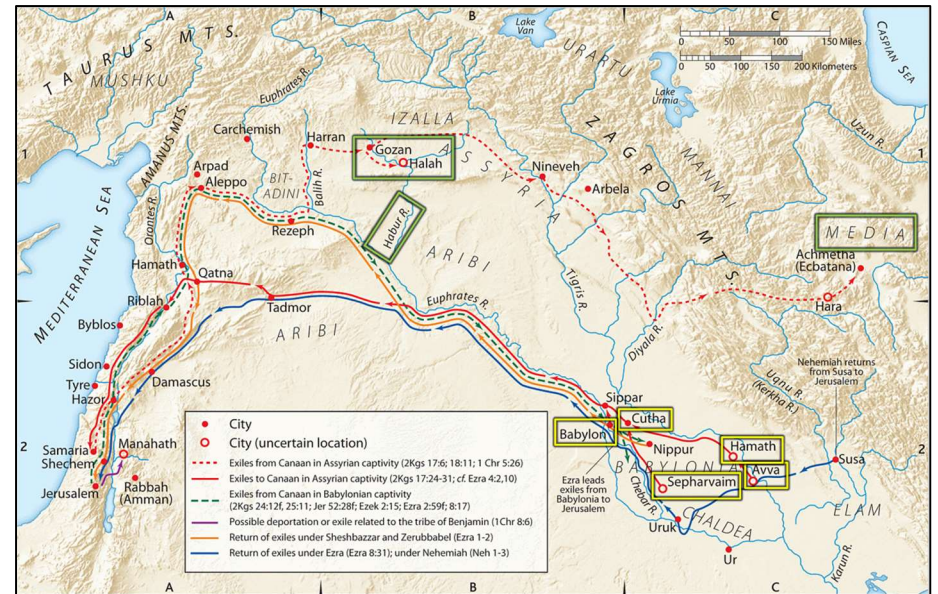 A
B
C
Lake
Van
CASPIAN SEA
TAURUS MTS.
MUSHKU
URARTU
0 50 100 150 Miles
0 50 100 150 200 Kilometers
Lake
Urmia
Euphrates R.
AMANUS MTS.
Carchemish
Harran
IZALLA
Uzun R.
1
1
Gozan
Halah
ASSYRIA
ZAGROS MTS.
MANNAI
Arpad
Aleppo
BIT-
ADINI
Balih R.
Nineveh
Arbela
Orontes R.
Rezeph
Habur R.
MEDIA
MEDITERRANEAN SEA
ARIBI
Achmetha
(Ecbatana)
Hamath
Qatna
Tigris R.
Hara
Riblah
Tadmor
Euphrates R.
Byblos
ARIBI
Diyala R.
Sidon
Nehemiah returns
from Susa to
Jerusalem
Tyre
Damascus
Uqnu R.
(Kerkha R.)
Hazor
Sippar
Cutha
2
2
Babylon
Hamath
Samaria
Manahath
Nippur
Shechem
BABYLONIA
Avva
Susa
Jerusalem
Rabbah
(Amman)
Ezra leads
exiles from
Babylonia to
Jerusalem
Chebar R.
Sepharvaim
ELAM
Uruk
CHALDEA
Ur
Karun R.
City
City (uncertain location)
Exiles from Canaan in Assyrian captivity (2Kgs 17:6; 18:11; 1 Chr 5:26)
Exiles to Canaan in Assyrian captivity (2Kgs 17:24-31; cf. Ezra 4:2,10)
Exiles from Canaan in Babylonian captivity
(2Kgs 24:12f, 25:11; Jer 52:28f; Ezek 2:15; Ezra 2:59f; 8:17)
Possible deportation or exile related to the tribe of Benjamin (1Chr 8:6)
Return of exiles under Sheshbazzar and Zerubbabel (Ezra 1-2)
Return of exiles under Ezra (Ezra 8:31); under Nehemiah (Neh 1-3)
A
B
C